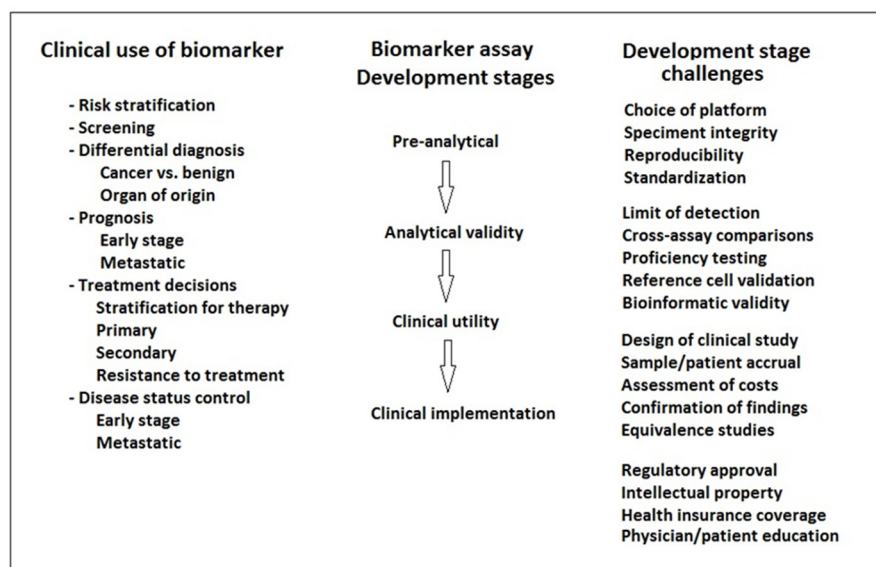 Clinical use of biomarker
- Risk stratification
- Screening
- Differential diagnosis
Cancer vs. benign
Organ of origin
- Prognosis
Early stage
Metastatic
- Treatment decisions
Stratification for therapy
Primary
Secondary
Resistance to treatment
- Disease status control
Early stage
Metastatic
Biomarker assay
Development stages
Pre-analytical
Analytical validity
Clinical utility
Clinical implementation
Development stage
challenges
Choice of platform
Speciment integrity
Reproducibility
Standardization
Limit of detection
Cross-assay comparisons
Proficiency testing
Reference cell validation
Bioinformatic validity
Design of clinical study
Sample/patient accrual
Assessment of costs
Confirmation of findings
Equivalence studies
Regulatory approval
Intellectual property
Health insurance coverage
Physician/patient education